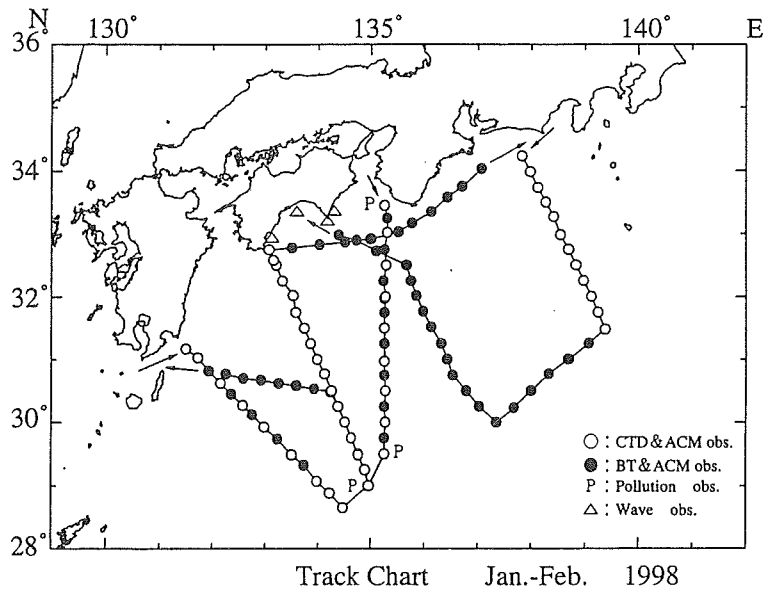 N 130° 135° 140° E
36°
34°
P
32°
30°
P P
28°
○ : CTD & ACM obs.
● : BT & ACM obs.
P : Pollution obs.
△ : Wave obs.
Track Chart Jan.-Feb. 1998